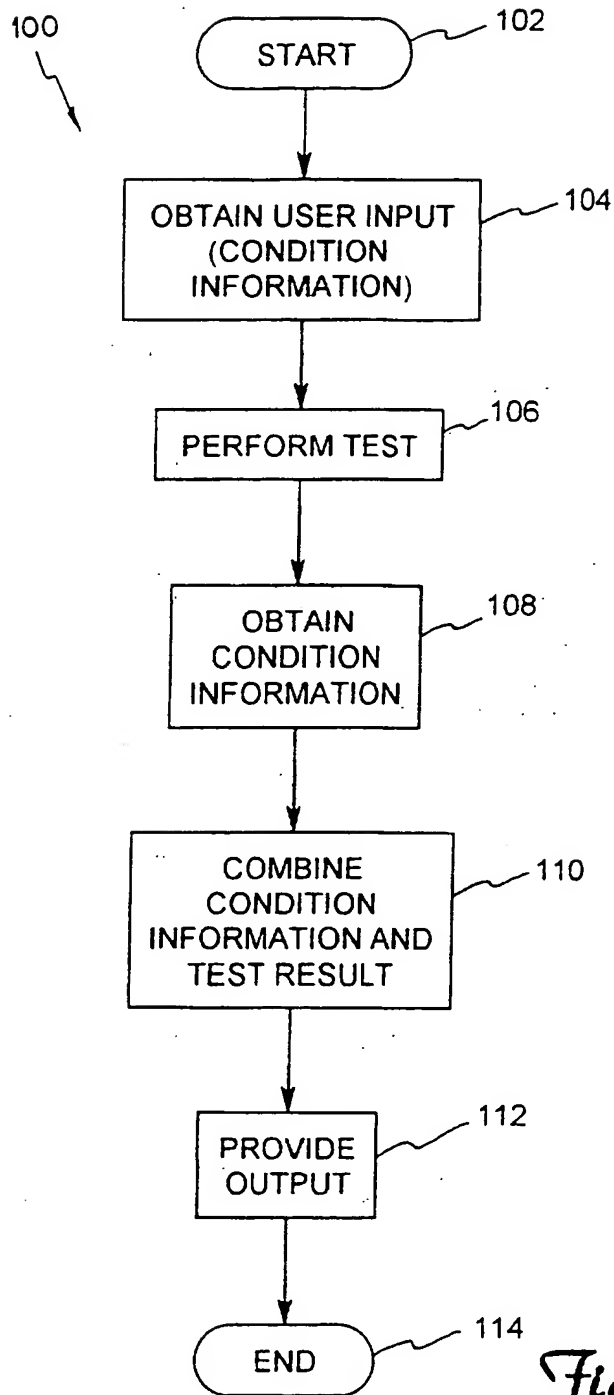 100
START
102
OBTAIN USER INPUT
(CONDITION
INFORMATION)
104
PERFORM TEST
106
OBTAIN
CONDITION
INFORMATION
108
COMBINE
CONDITION
INFORMATION AND
TEST RESULT
110
PROVIDE
OUTPUT
112
END
114